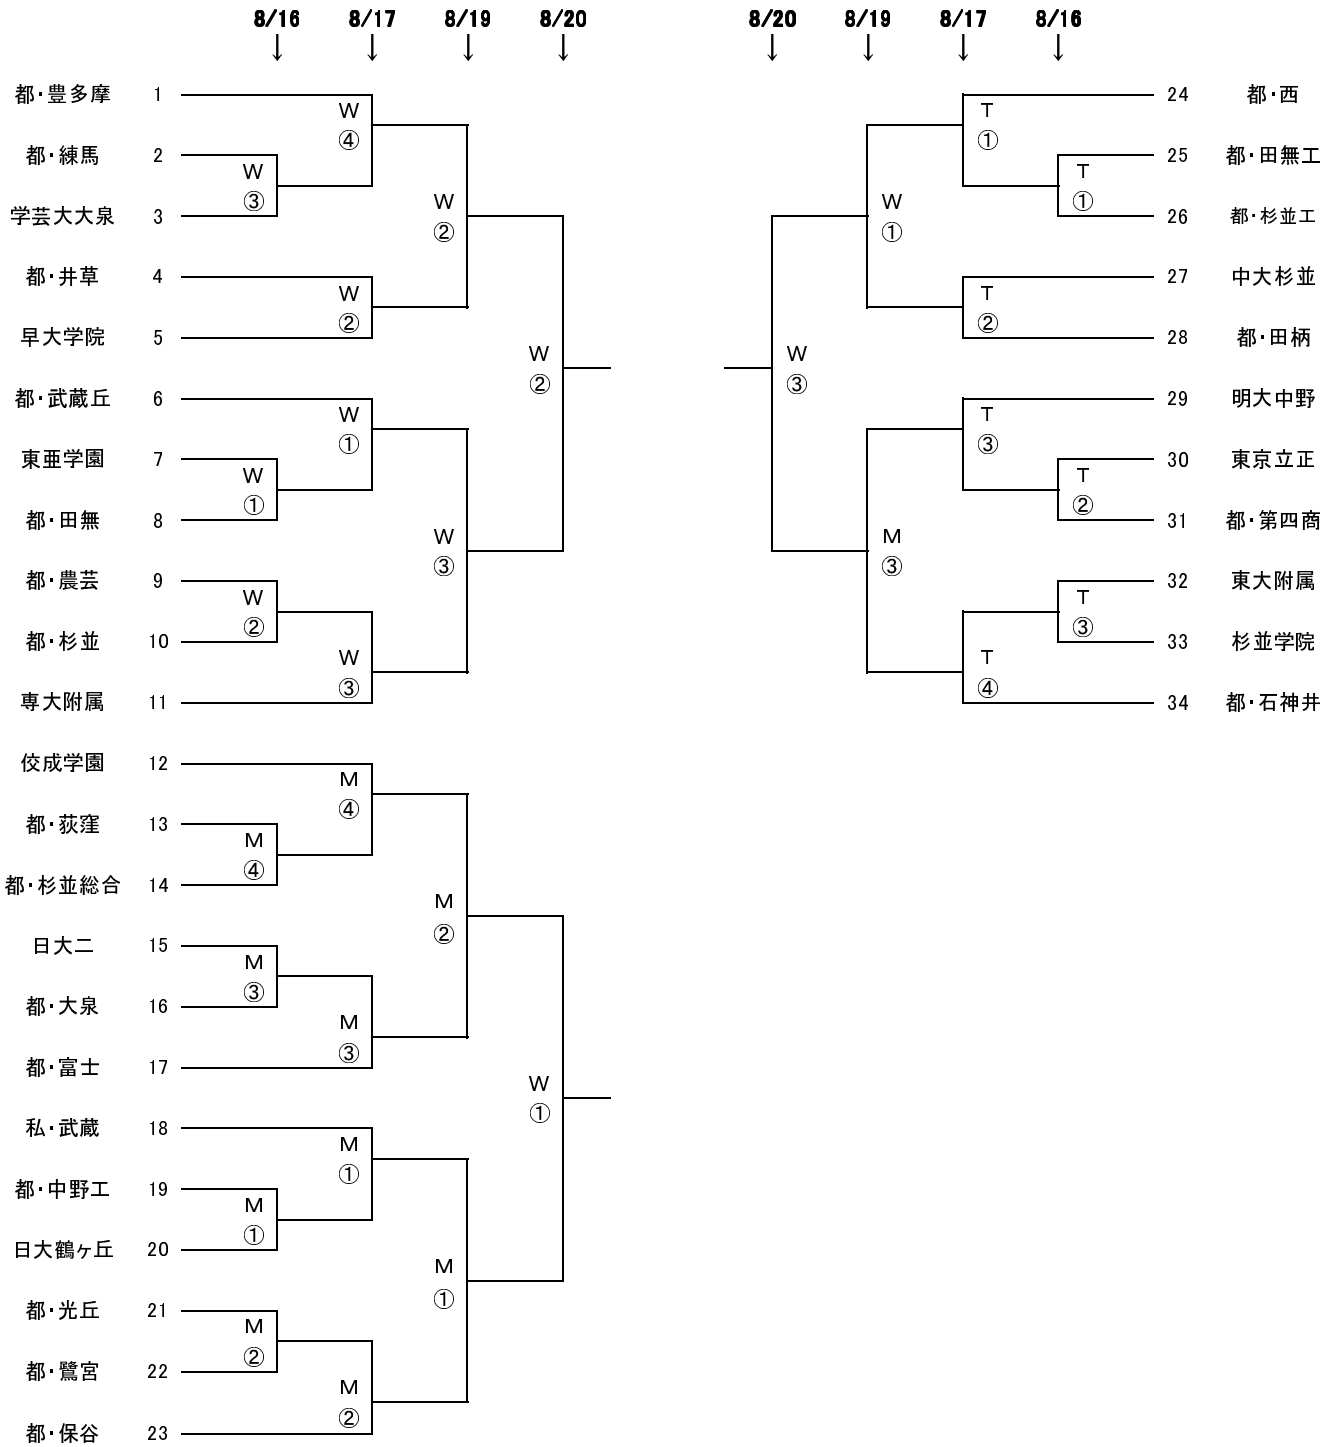 8/16 8/17 8/19 8/20 8/20 8/19 8/17 8/16
↓ ↓ ↓ ↓ ↓ ↓ ↓ ↓
都・豊多摩 1
W
④
都・練馬 2
W
③
学芸大大泉 3
W
②
都・井草 4
W
②
早大学院 5
W
②
都・武蔵丘 6
W
①
東亜学園 7
W
①
都・田無 8
W
③
都・農芸 9
W
②
都・杉並 10
W
③
専大附属 11
佼成学園 12
M
④
都・荻窪 13
M
④
都・杉並総合 14
M
②
日大二 15
M
③
都・大泉 16
M
③
都・富士 17
W
①
私・武蔵 18
M
①
都・中野工 19
M
①
日大鶴ヶ丘 20
M
①
都・光丘 21
M
②
都・鷺宮 22
M
②
都・保谷 23
24 都・西
T
①
25 都・田無工
T
①
26 都・杉並工
W
①
27 中大杉並
T
②
28 都・田柄
W
③
29 明大中野
T
③
30 東京立正
T
②
31 都・第四商
M
③
32 東大附属
T
③
33 杉並学院
T
④
34 都・石神井